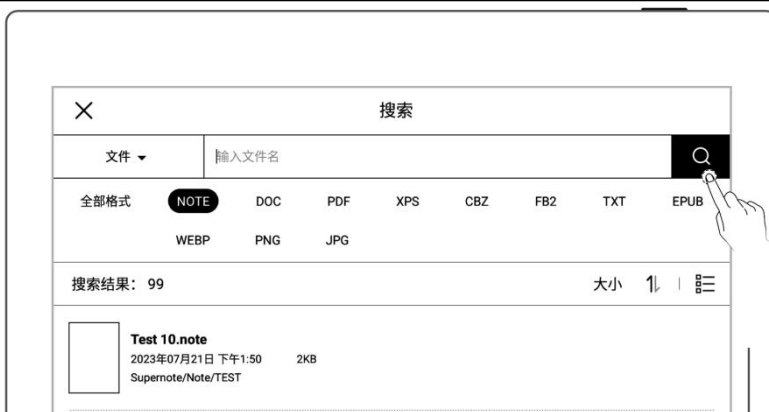 搜索
文件
输入文件名
全部格式 NOTE DOC PDF XPS CBZ FB2 TXT EPUB
WEBP PNG JPG
搜索结果： 99 大小
Test 10.note
2023年07月21日 下午1:50 2KB
Supernote/Note/TEST